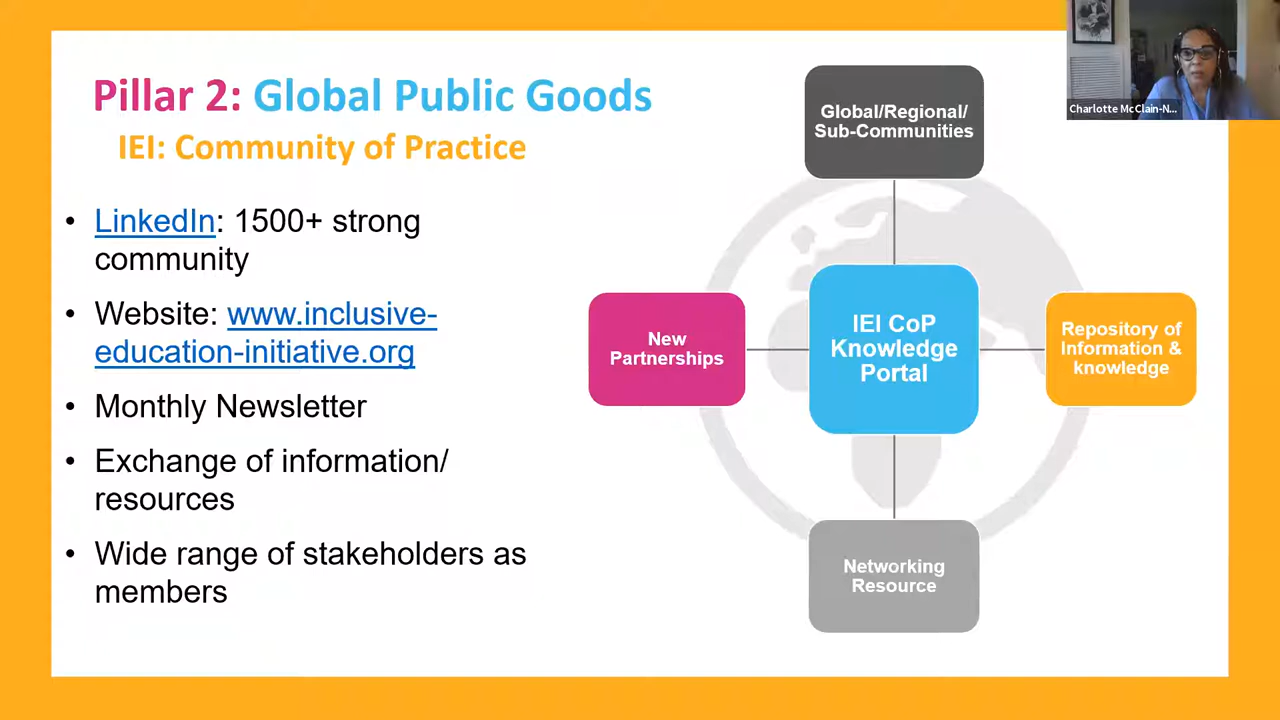 Pillar 2: Global Public Goods
IEI: Community of Practice
• LinkedIn: 1500+ strong
community
• Website: www.inclusive-
education-initiative.org
• Monthly Newsletter
• Exchange of information/
resources
• Wide range of stakeholders as
members
Global/Regional/
Sub-Communities
New
Partnerships
IEI CoP
Knowledge
Portal
Repository of
Information &
knowledge
Networking
Resource
Charlotte McClain-N...